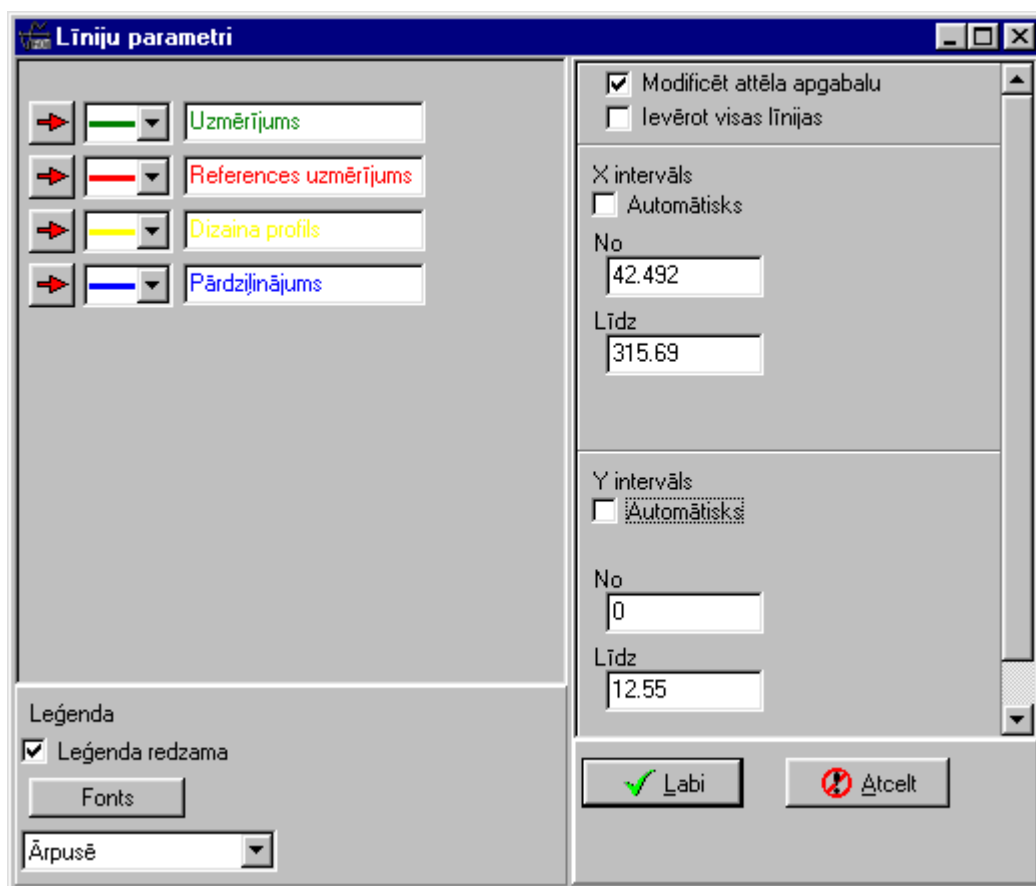 Līniju parametri
Uzmērījums
References uzmērījums
Dizaina profils
Pārdziļinājums
Modificēt attēla apgabalu
Ievērot visas līnijas
X intervāls
Automātisks
No
42.492
Līdz
315.69
Y intervāls
Automātisks
No
0
Līdz
12.55
Leģenda
Leģenda redzama
Fonts
Ārpusē
Labi
Atcelt